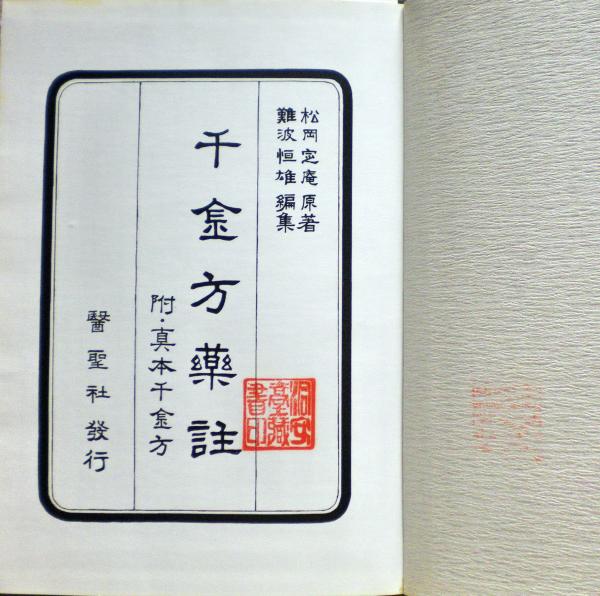 松岡定庵 原著
難波恒雄 編集
千金方薬註
附・真本千金方
醫聖社發行